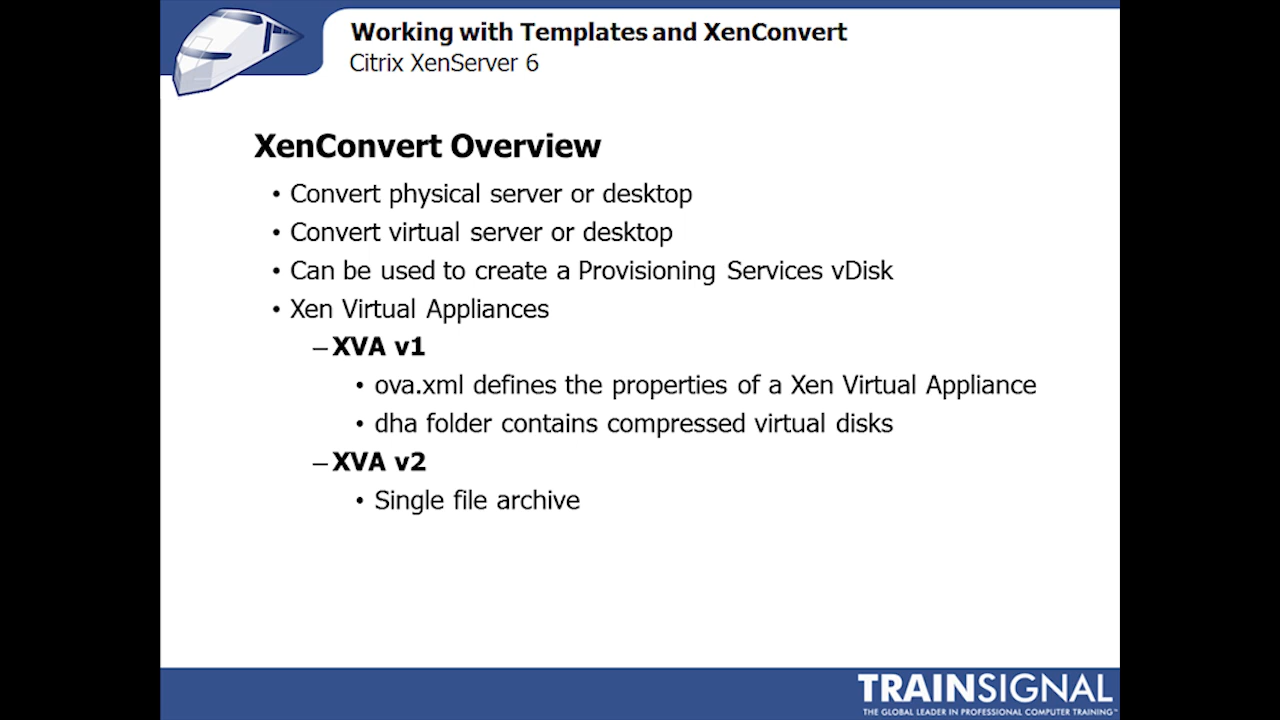 Working with Templates and XenConvert
Citrix XenServer 6
XenConvert Overview
• Convert physical server or desktop
• Convert virtual server or desktop
• Can be used to create a Provisioning Services vDisk
• Xen Virtual Appliances
– XVA v1
• ova.xml defines the properties of a Xen Virtual Appliance
• dha folder contains compressed virtual disks
– XVA v2
• Single file archive
TRAINSIGNAL
THE GLOBAL LEADER IN PROFESSIONAL COMPUTER TRAINING™